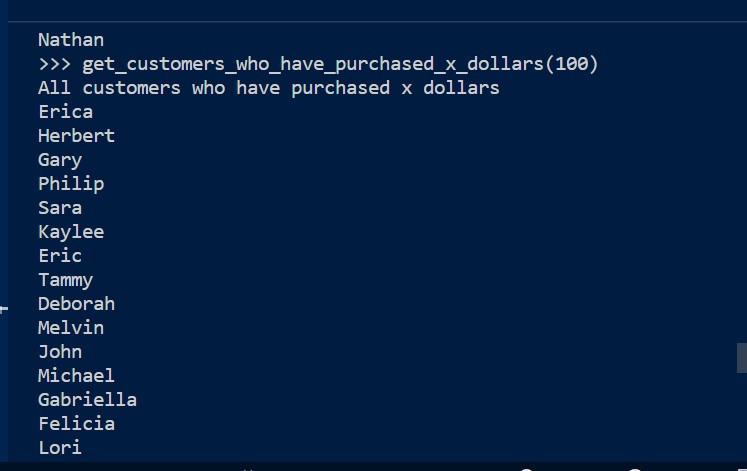 Nathan
>>> get_customers_who_have_purchased_x_dollars(100)
All customers who have purchased x dollars
Erica
Herbert
Gary
Philip
Sara
Kaylee
Eric
Tammy
Deborah
Melvin
John
Michael
Gabriella
Felicia
Lori